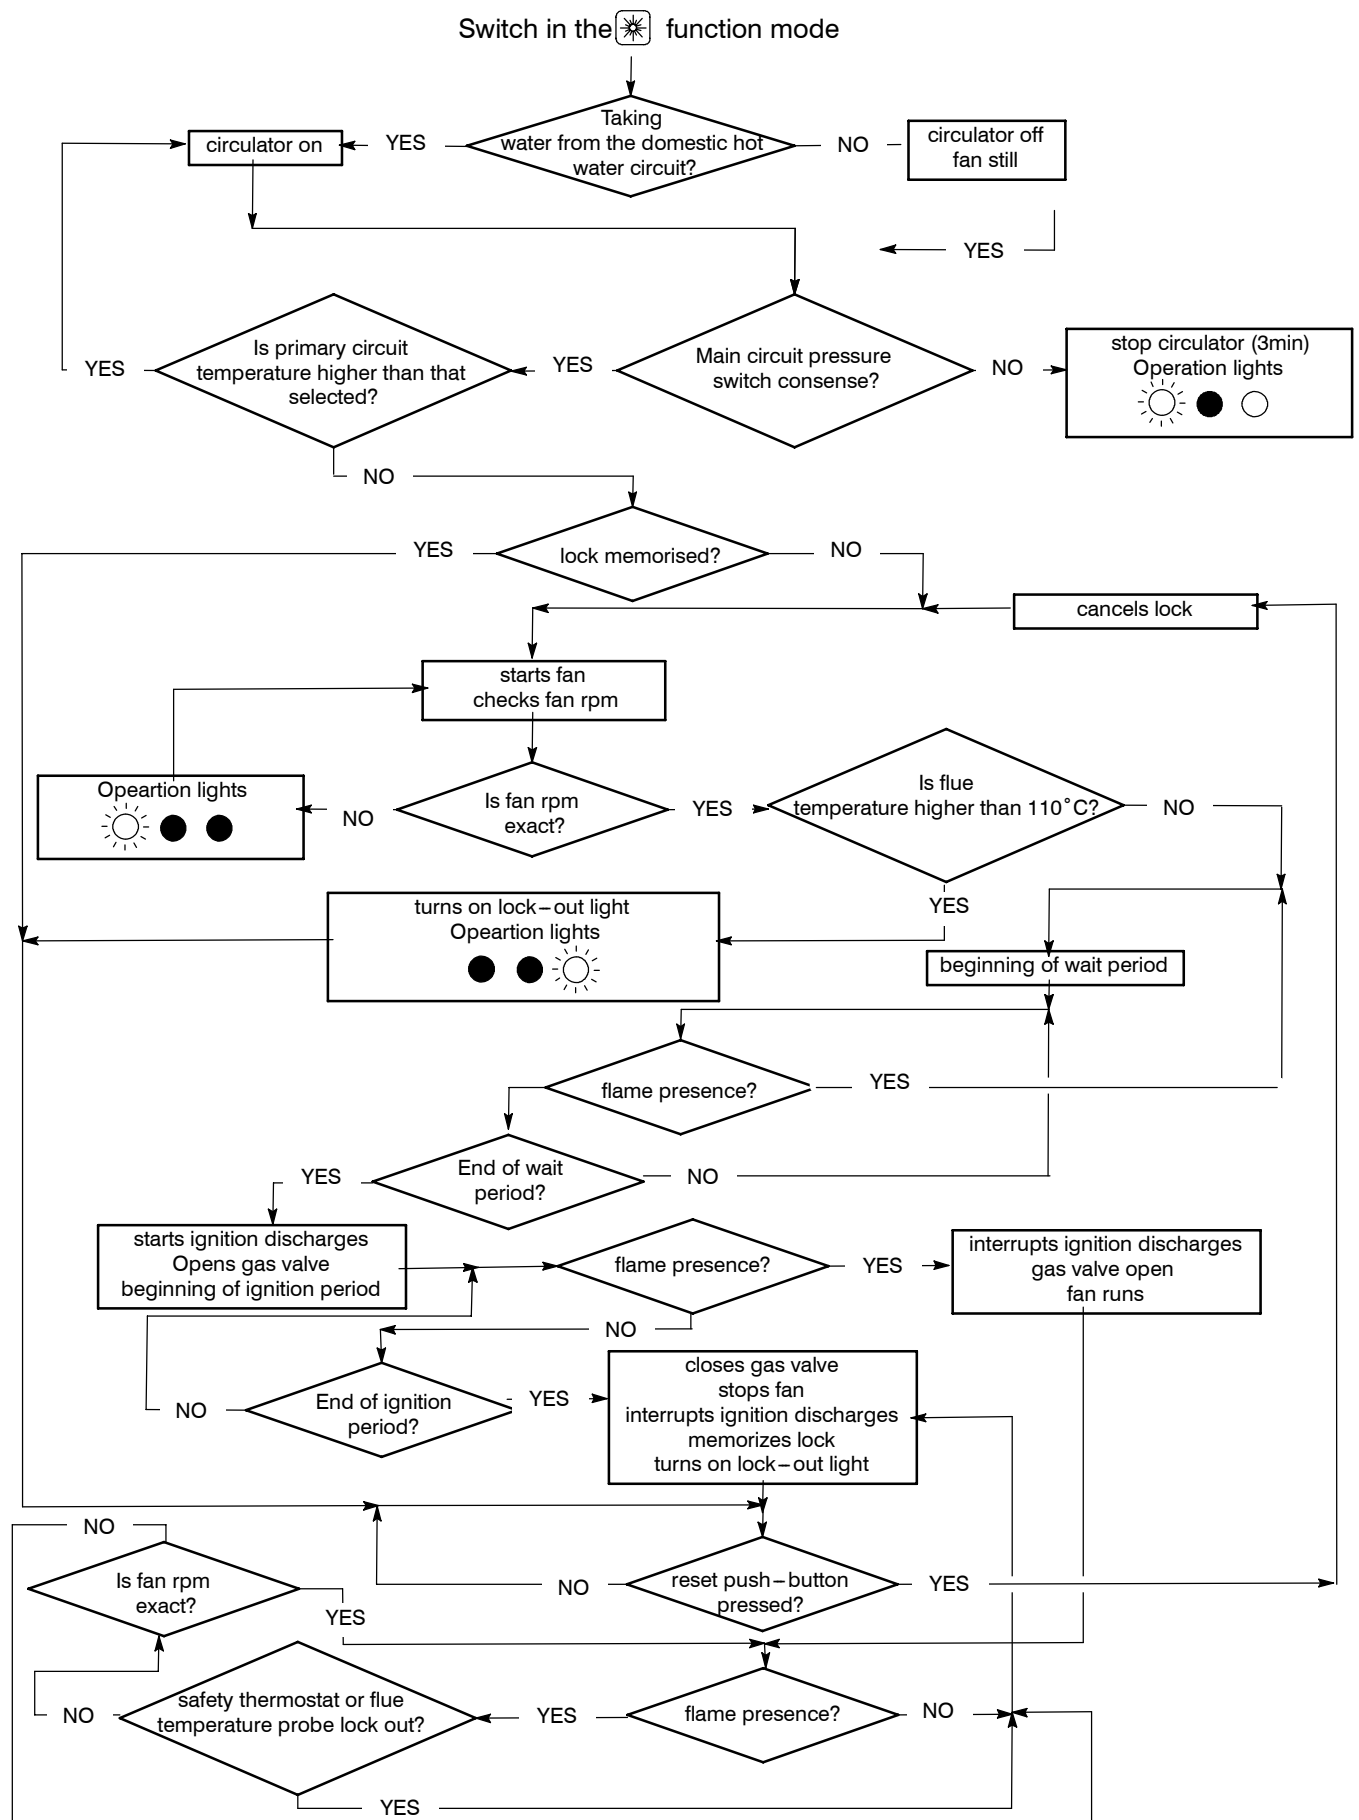 Switch in the function mode
Taking
water from the domestic hot
water circuit?
YES
circulator on
NO
circulator off
fan still
YES
Is primary circuit
temperature higher than that
selected?
YES
YES
Main circuit pressure
switch consense?
NO
stop circulator (3min)
Operation lights
NO
YES
lock memorised?
NO
cancels lock
starts fan
checks fan rpm
Opeartion lights
NO
Is fan rpm
exact?
YES
Is flue
temperature higher than 110˚C?
NO
YES
turns on lock–out light
Opeartion lights
beginning of wait period
flame presence?
YES
YES
End of wait
period?
NO
starts ignition discharges
Opens gas valve
beginning of ignition period
flame presence?
YES
interrupts ignition discharges
gas valve open
fan runs
NO
NO
End of ignition
period?
YES
closes gas valve
stops fan
interrupts ignition discharges
memorizes lock
turns on lock–out light
NO
Is fan rpm
exact?
YES
NO
reset push–button
pressed?
YES
NO
safety thermostat or flue
temperature probe lock out?
YES
flame presence?
NO
YES